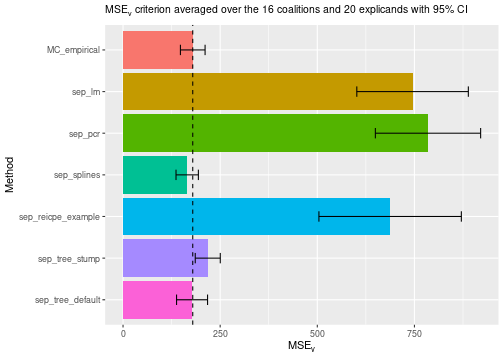 MSEv criterion averaged over the 16 coalitions and 20 explicands with 95% CI
Method
MC_empirical
sep_lm
sep_pcr
sep_splines
sep_reicpe_example
sep_tree_stump
sep_tree_default
0 250 500 750
MSEv